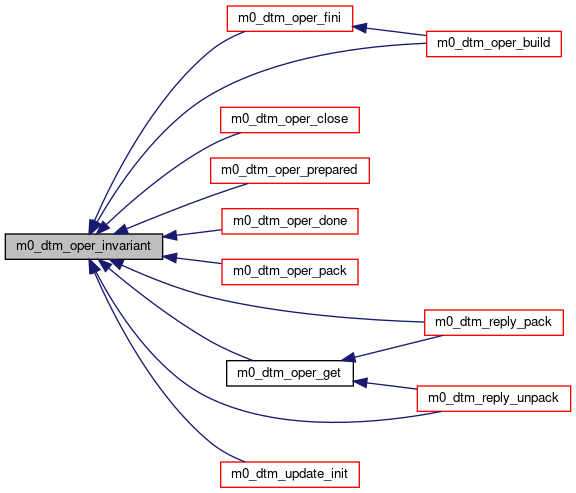 m0_dtm_oper_fini
m0_dtm_oper_build
m0_dtm_oper_close
m0_dtm_oper_prepared
m0_dtm_oper_done
m0_dtm_oper_invariant
m0_dtm_oper_pack
m0_dtm_reply_pack
m0_dtm_oper_get
m0_dtm_reply_unpack
m0_dtm_update_init